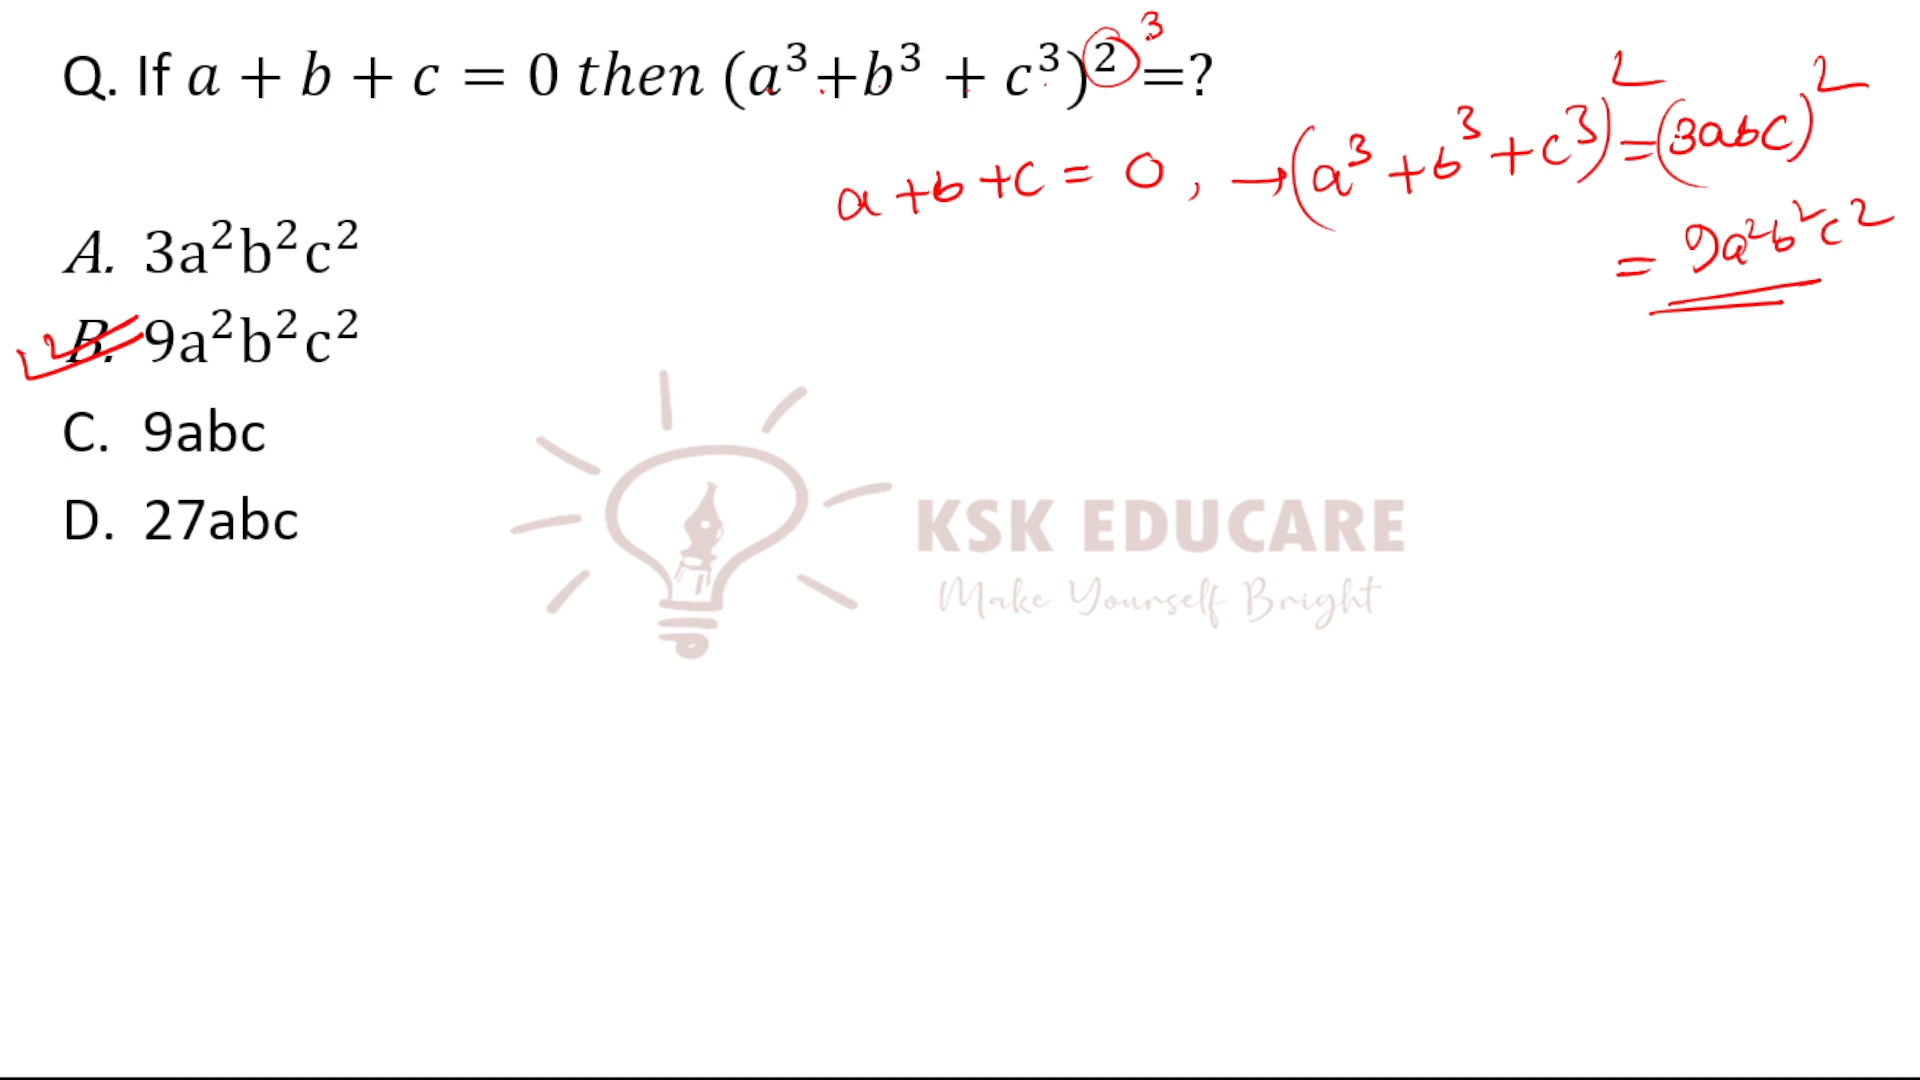 Q. If a + b + c = 0 then (a³+b³ + c³)² =?
3
a + b + c = 0, → (a³ + b³ + c³)² = (3abc)²
= 9a²b²c²
A. 3a²b²c²
B. 9a²b²c²
C. 9abc
D. 27abc
KSK EDUCARE
Make Yourself Bright